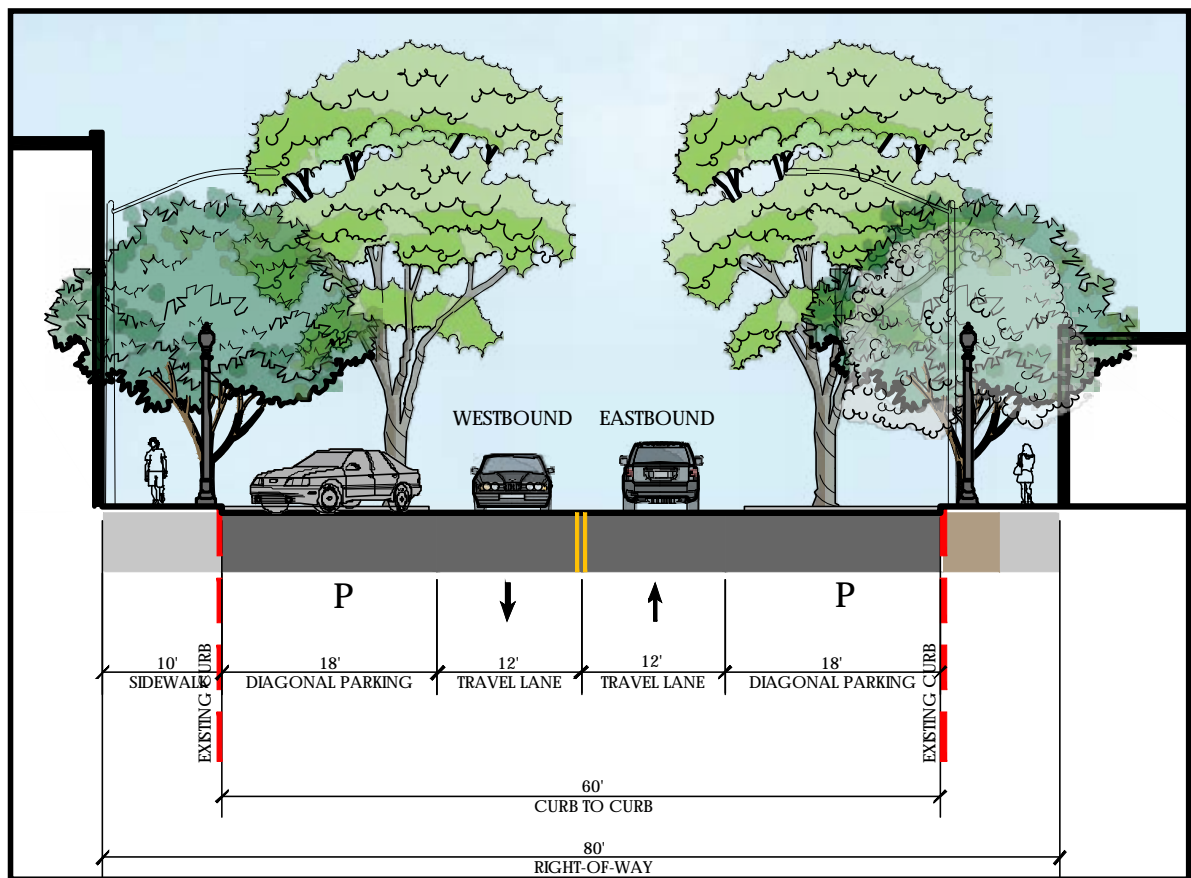 WESTBOUND EASTBOUND
P P
10' 18' 12' 12' 18'
SIDEWALK DIAGONAL PARKING TRAVEL LANE TRAVEL LANE DIAGONAL PARKING
EXISTING CURB
EXISTING CURB
60'
CURB TO CURB
80'
RIGHT-OF-WAY